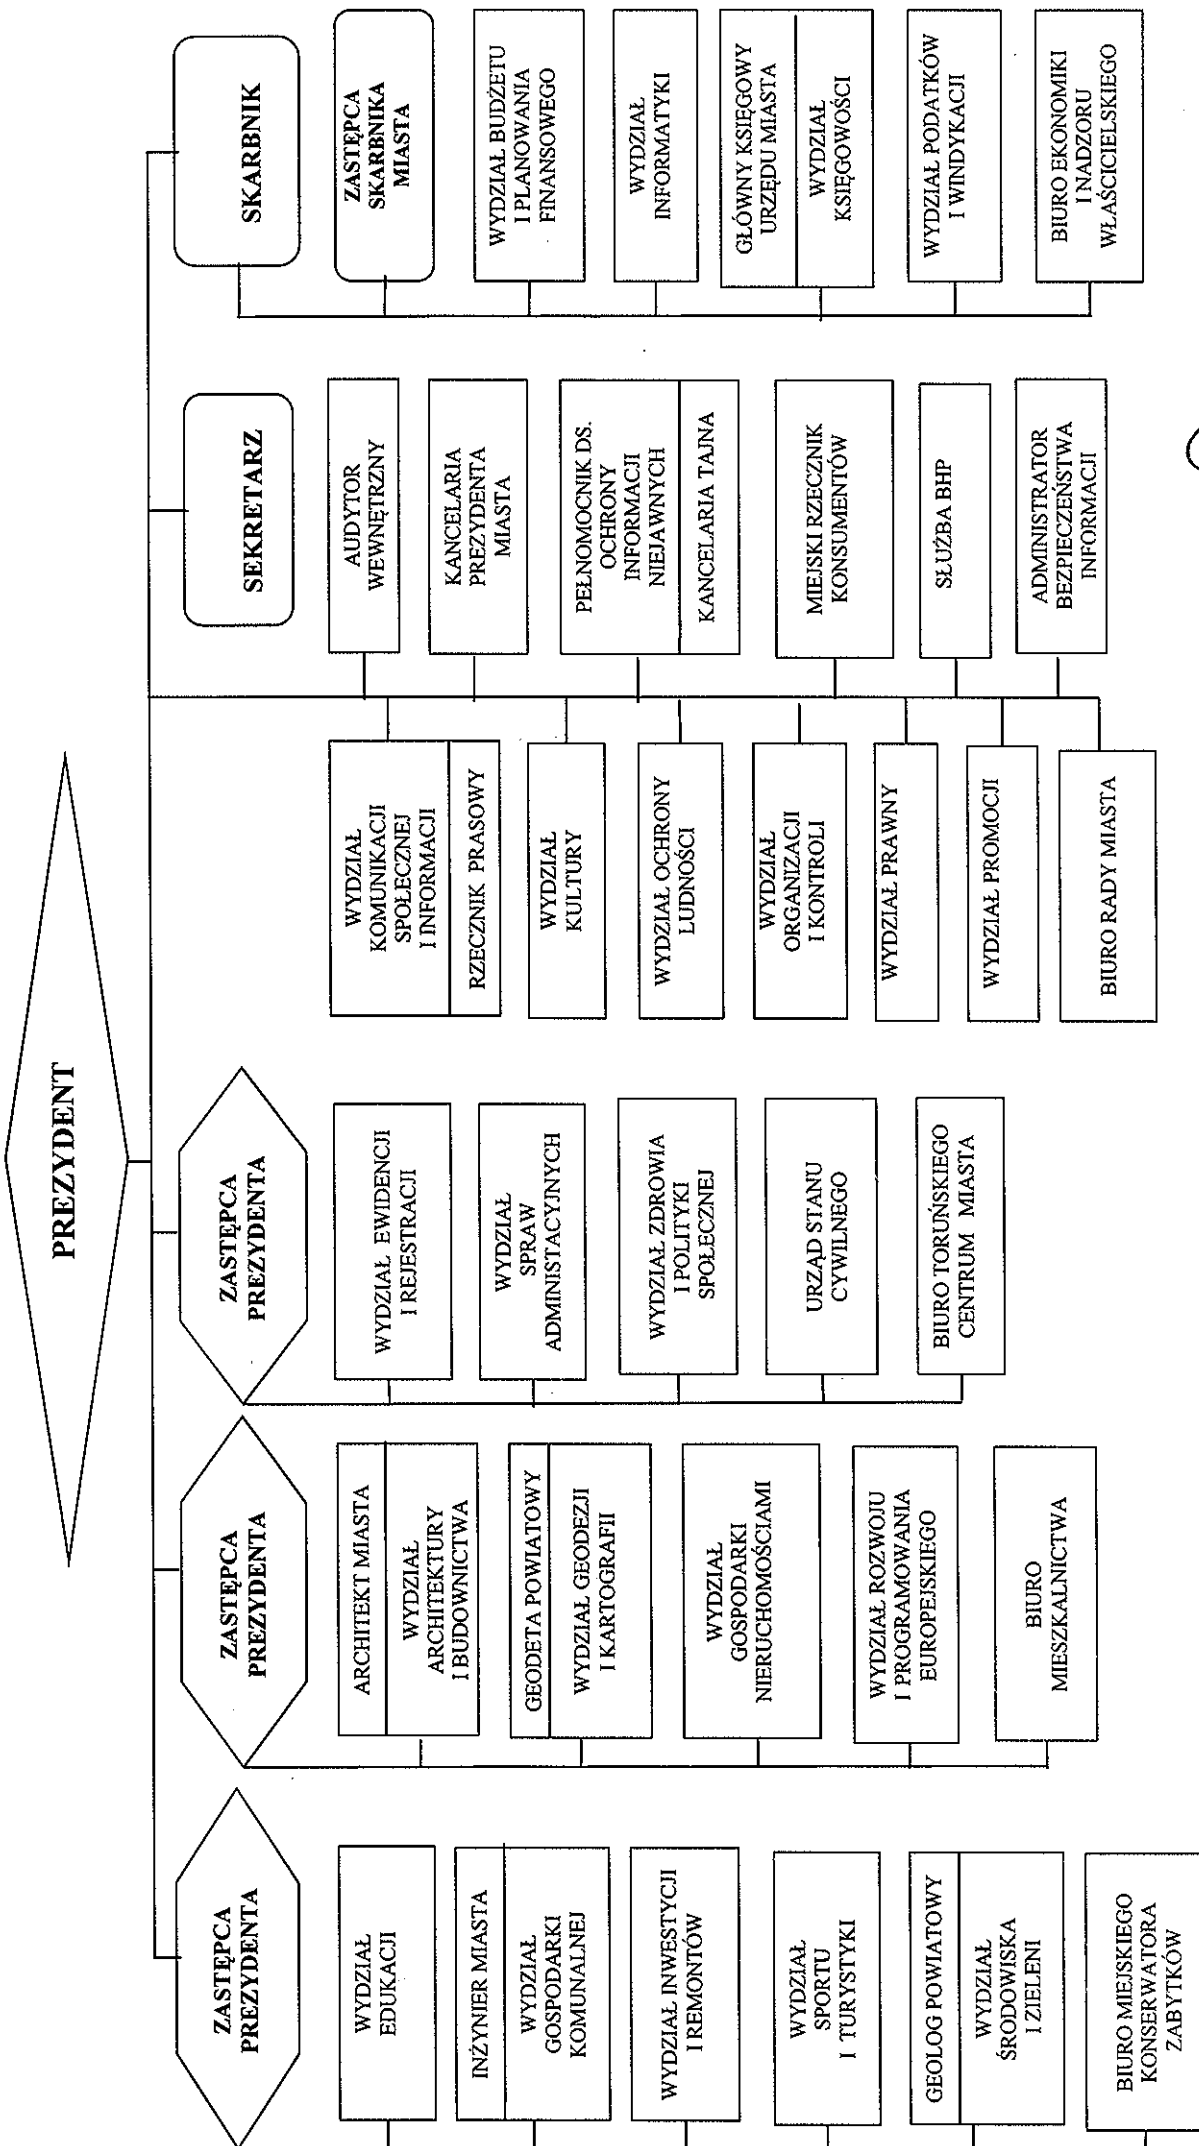 PREZYDENT
ZASTĘPCA
PREZYDENTA
WYDZIAŁ
EDUKACJI
INŻYNIER MIASTA
WYDZIAŁ
GOSPODARKI
KOMUNALNEJ
WYDZIAŁ INWESTYCJI
I REMONTÓW
WYDZIAŁ
SPORTU
I TURYSTYKI
GEOLOG POWIATOWY
WYDZIAŁ
ŚRODOWISKA
I ZIELENI
BIURO MIEJSKIEGO
KONSERWATORA
ZABYTKÓW
ZASTĘPCA
PREZYDENTA
ARCHITEKT MIASTA
WYDZIAŁ
ARCHITEKTURY
I BUDOWNICTWA
GEODETA POWIATOWY
WYDZIAŁ GEODEZJI
I KARTOGRAFII
WYDZIAŁ
GOSPODARKI
NIERUCHOMOŚCIAMI
WYDZIAŁ ROZWOJU
I PROGRAMOWANIA
EUROPEJSKIEGO
BIURO
MIESZKALNICTWA
ZASTĘPCA
PREZYDENTA
WYDZIAŁ EWIDENCJI
I REJESTRACJI
WYDZIAŁ
SPRAW
ADMINISTACYJNYCH
WYDZIAŁ ZDROWIA
I POLITYKI
SPOŁECZNEJ
URZĄD STANU
CYWILNEGO
BIURO TORUŃSKIEGO
CENTRUM MIASTA
WYDZIAŁ
KOMUNIKACJI
SPOŁECZNEJ
I INFORMACJI
RZECZNIK PRASOWY
WYDZIAŁ
KULTURY
WYDZIAŁ OCHRONY
LUDNOŚCI
WYDZIAŁ
ORGANIZACJI
I KONTROLI
WYDZIAŁ PRAWNY
WYDZIAŁ PROMOCJI
BIURO RADY MIASTA
SEKRETARZ
AUDYTOR
WEWNĘTRZNY
KANCELARIA
PREZYDENTA
MIASTA
PEŁNOMOCNIK DS.
OCHRONY
INFORMACJI
NIEJAWNYCH
KANCELARIA TAJNA
MIEJSKI RZECZNIK
KONSUMENTÓW
SŁUŻBA BHP
ADMINISTRATOR
BEZPIECZEŃSTWA
INFORMACJI
SKARBNIK
ZASTĘPCA
SKARBNIKA
MIASTA
WYDZIAŁ BUDŻETU
I PLANOWANIA
FINANSOWEGO
WYDZIAŁ
INFORMATYKI
GŁÓWNY KSIĘGOWY
URZĘDU MIASTA
WYDZIAŁ
KSIĘGOWOŚCI
WYDZIAŁ PODATKÓW
I WINDYKACJI
BIURO EKONOMIKI
I NADZORU
WŁAŚCICIELSKIEGO